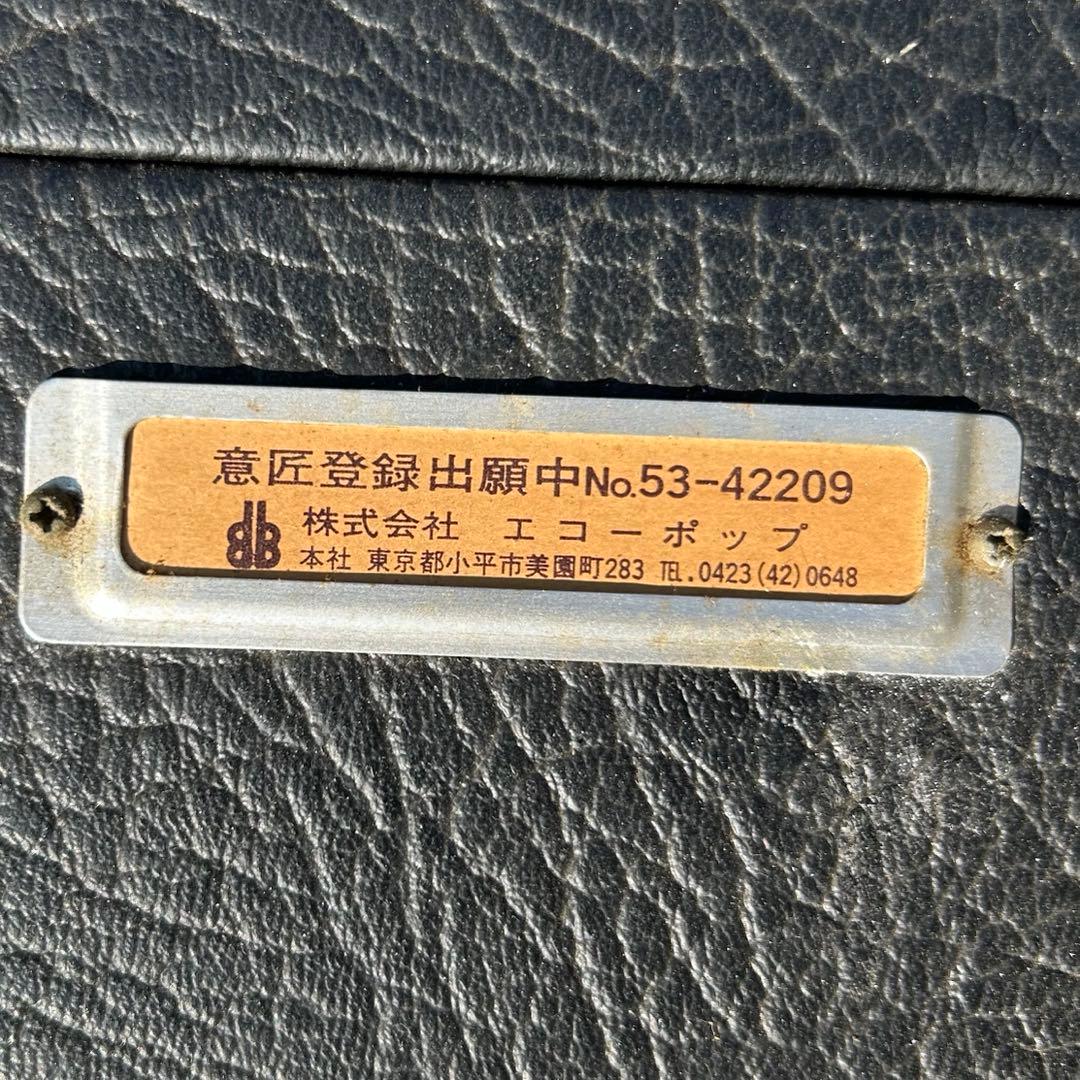 意匠登録出願中No.53-42209
株式会社 エコーポップ
本社 東京都小平市美園町283 TEL.0423(42)0648